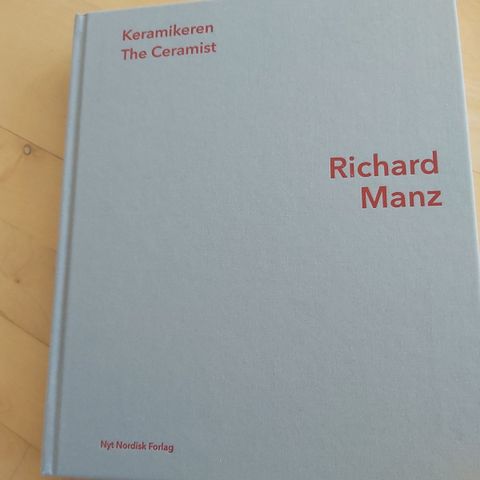 Keramikeren
The Ceramist
Richard
Manz
Nyt Nordisk Forlag